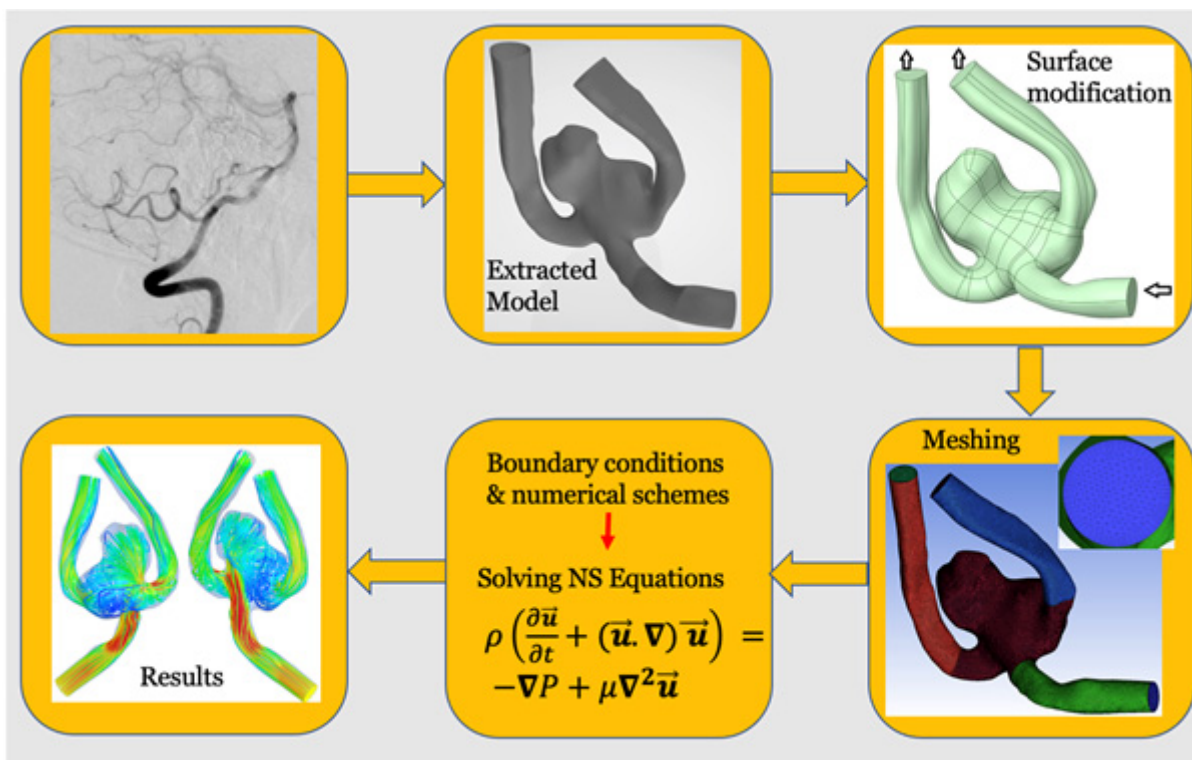 Extracted
Model
Surface
modification
Meshing
Boundary conditions
& numerical schemes
Solving NS Equations
ρ (∂u⃗/∂t + (u⃗. ∇) u⃗) =
−∇P + μ∇²u⃗
Results